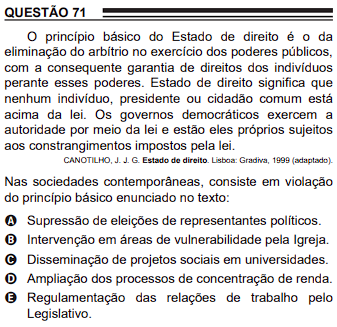 QUESTÃO 71
O princípio básico do Estado de direito é o da
eliminação do arbítrio no exercício dos poderes públicos,
com a consequente garantia de direitos dos indivíduos
perante esses poderes. Estado de direito significa que
nenhum indivíduo, presidente ou cidadão comum está
acima da lei. Os governos democráticos exercem a
autoridade por meio da lei e estão eles próprios sujeitos
aos constrangimentos impostos pela lei.
CANOTILHO, J. J. G. Estado de direito. Lisboa: Gradiva, 1999 (adaptado).
Nas sociedades contemporâneas, consiste em violação
do princípio básico enunciado no texto:
A Supressão de eleições de representantes políticos.
B Intervenção em áreas de vulnerabilidade pela Igreja.
C Disseminação de projetos sociais em universidades.
D Ampliação dos processos de concentração de renda.
E Regulamentação das relações de trabalho pelo
Legislativo.